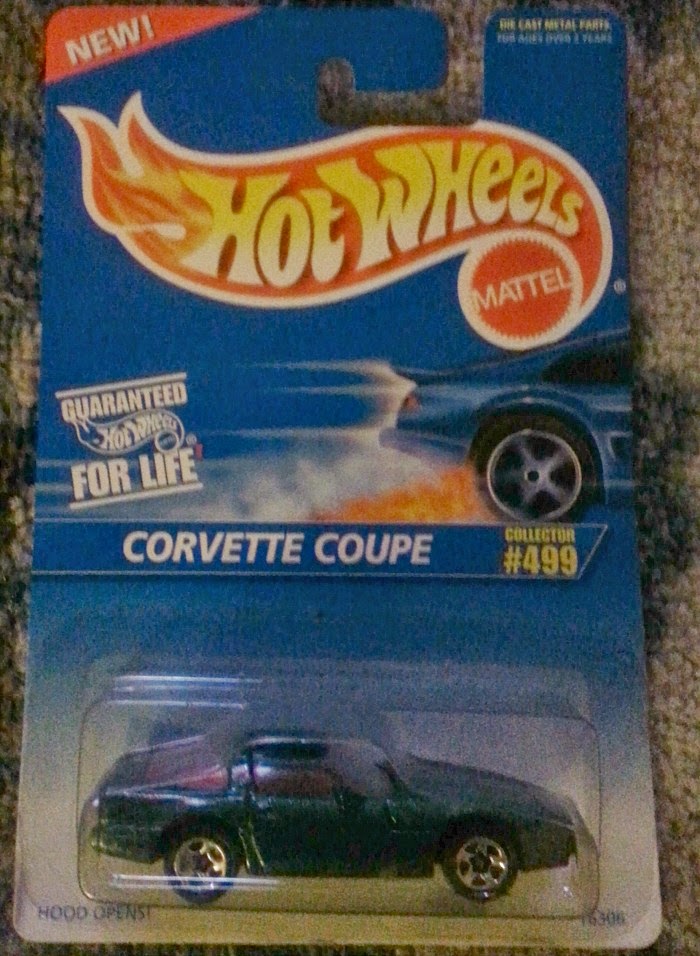 NEW!
DIE CAST METAL PARTS
FOR AGES OVER 3 YEARS
HOT WHEELS
MATTEL
®
GUARANTEED
HOT WHEELS
FOR LIFE
CORVETTE COUPE
COLLECTOR
#499
HOOD OPENS!